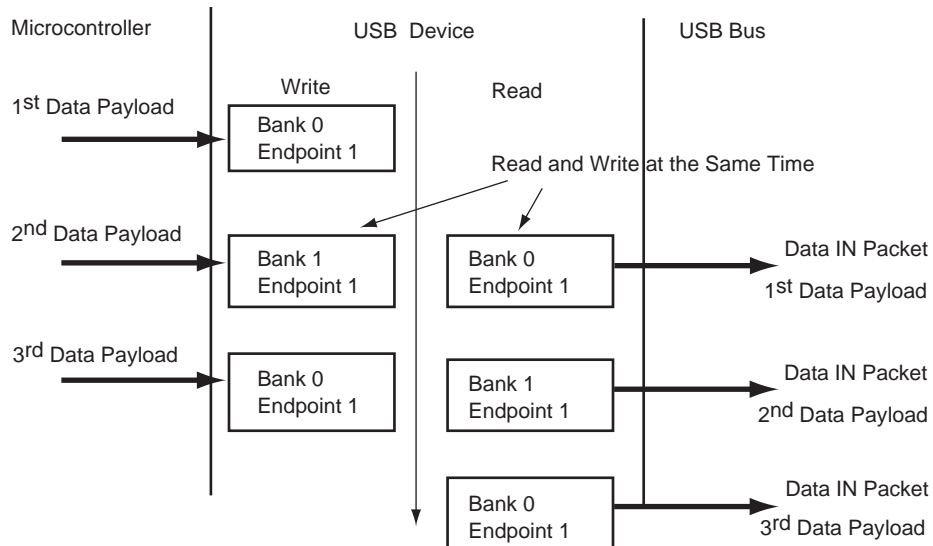 Microcontroller
USB Device
USB Bus
Write
Read
1st Data Payload
Bank 0
Endpoint 1
Read and Write at the Same Time
2nd Data Payload
Bank 1
Endpoint 1
Bank 0
Endpoint 1
Data IN Packet
1st Data Payload
3rd Data Payload
Bank 0
Endpoint 1
Bank 1
Endpoint 1
Data IN Packet
2nd Data Payload
Bank 0
Endpoint 1
Data IN Packet
3rd Data Payload